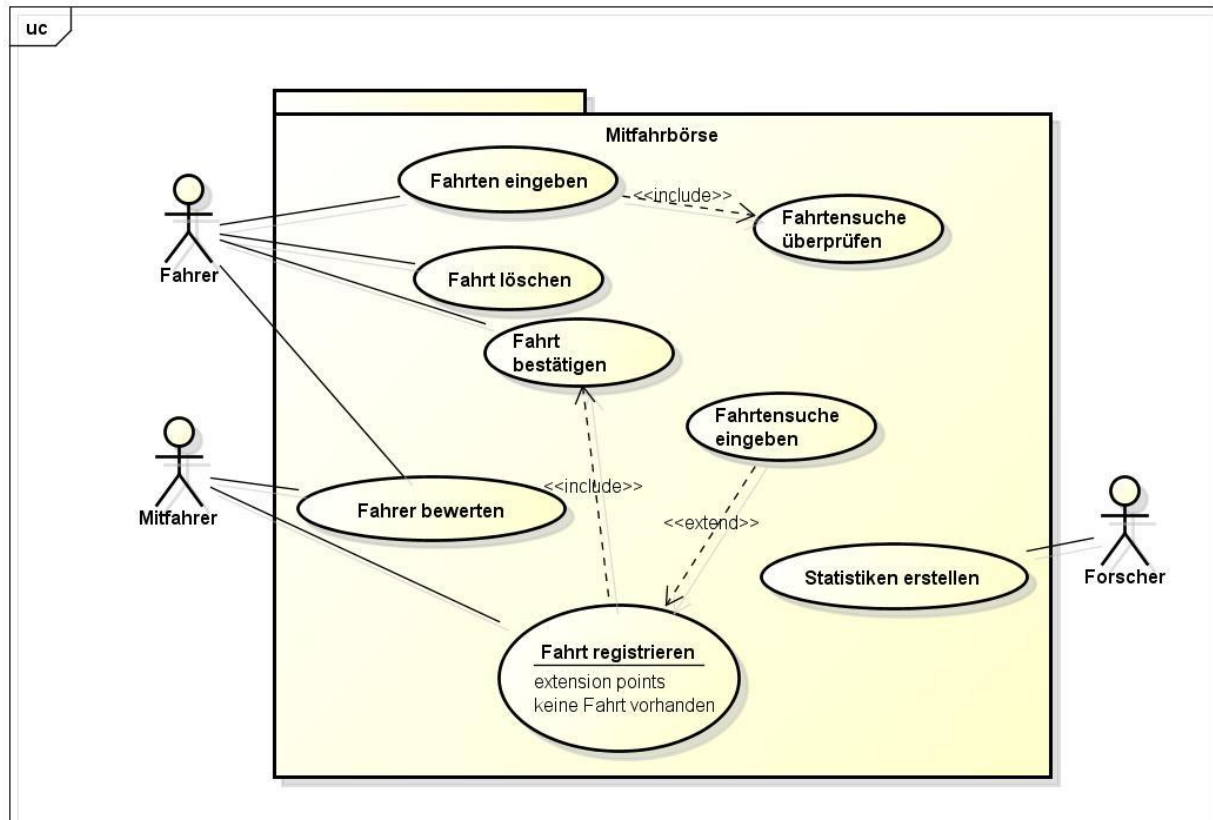 uc
Mitfahrbörse
Fahrten eingeben
<<include>>
Fahrtensuche
überprüfen
Fahrer
Fahrt löschen
Fahrt
bestätigen
Fahrtensuche
eingeben
Mitfahrer
Fahrer bewerten
<<include>>
<<extend>>
Statistiken erstellen
Forscher
Fahrt registrieren
extension points
keine Fahrt vorhanden